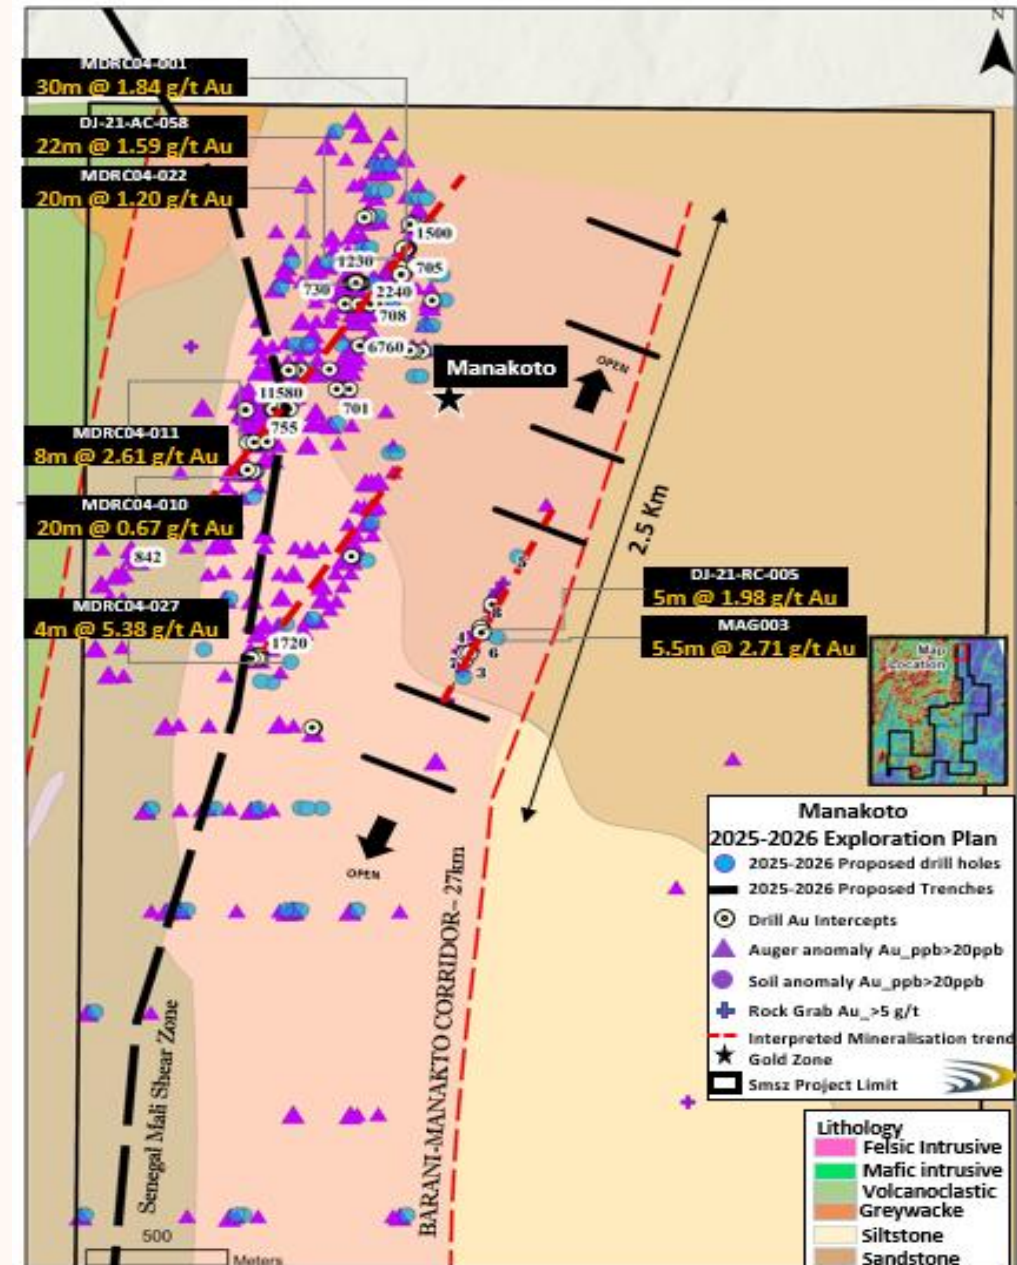 N
MDRC04-001
30m @ 1.84 g/t Au
DJ-21-AC-058
22m @ 1.59 g/t Au
MDRC04-022
20m @ 1.20 g/t Au
1500
1230
705
730
2240
708
6760
Manakoto
OPEN
11580
701
755
MDRC04-011
8m @ 2.61 g/t Au
MDRC04-010
20m @ 0.67 g/t Au
842
2.5 Km
5
DJ-21-RC-005
5m @ 1.98 g/t Au
8
MDRC04-027
4m @ 5.38 g/t Au
MAG003
5.5m @ 2.71 g/t Au
1720
6
3
Map
Location
OPEN
Manakoto
2025-2026 Exploration Plan
2025-2026 Proposed drill holes
2025-2026 Proposed Trenches
Drill Au Intercepts
Auger anomaly Au_ppb>20ppb
Soil anomaly Au_ppb>20ppb
Rock Grab Au_>5 g/t
Interpreted Mineralisation trend
Gold Zone
Smsz Project Limit
BARANI-MANAKTO CORRIDOR~ 27km
Senegal Mali Shear Zone
Lithology
Felsic Intrusive
Mafic intrusive
Volcanoclastic
Greywacke
Siltstone
Sandstone
500
Meters